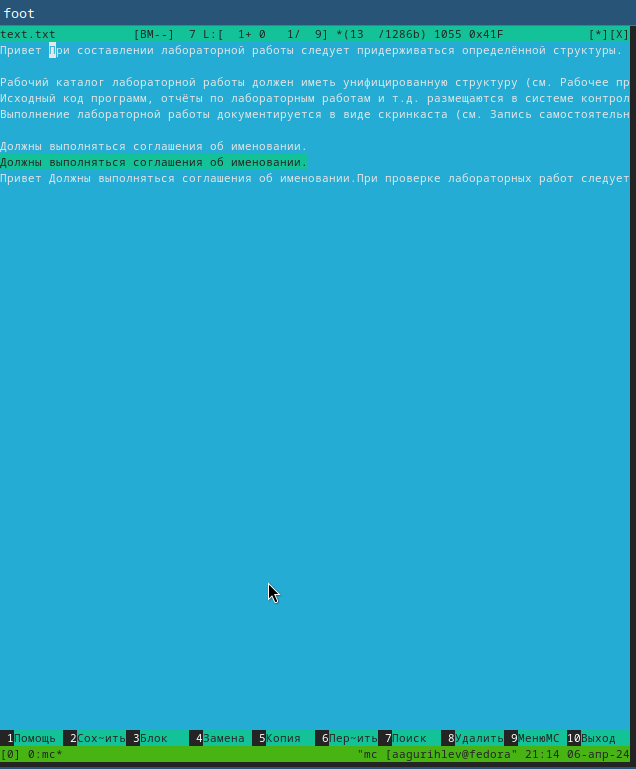 foot
text.txt [BM--] 7 L:[ 1+ 0 1/ 9] *(13 /1286b) 1055 0x41F [*][X]
Привет При составлении лабораторной работы следует придерживаться определённой структуры.
Рабочий каталог лабораторной работы должен иметь унифицированную структуру (см. Рабочее пр
Исходный код программ, отчёты по лабораторным работам и т.д. размещаются в системе контрол
Выполнение лабораторной работы документируется в виде скринкаста (см. Запись самостоятельн
Должны выполняться соглашения об именовании.
Должны выполняться соглашения об именовании.
Привет Должны выполняться соглашения об именовании.При проверке лабораторных работ следует
1Помощь 2Сох~ить 3Блок 4Замена 5Копия 6Пер~ить 7Поиск 8Удалить 9МенюМС 10Выход
[0] 0:mc* "mc [aagurihlev@fedora" 21:14 06-апр-24